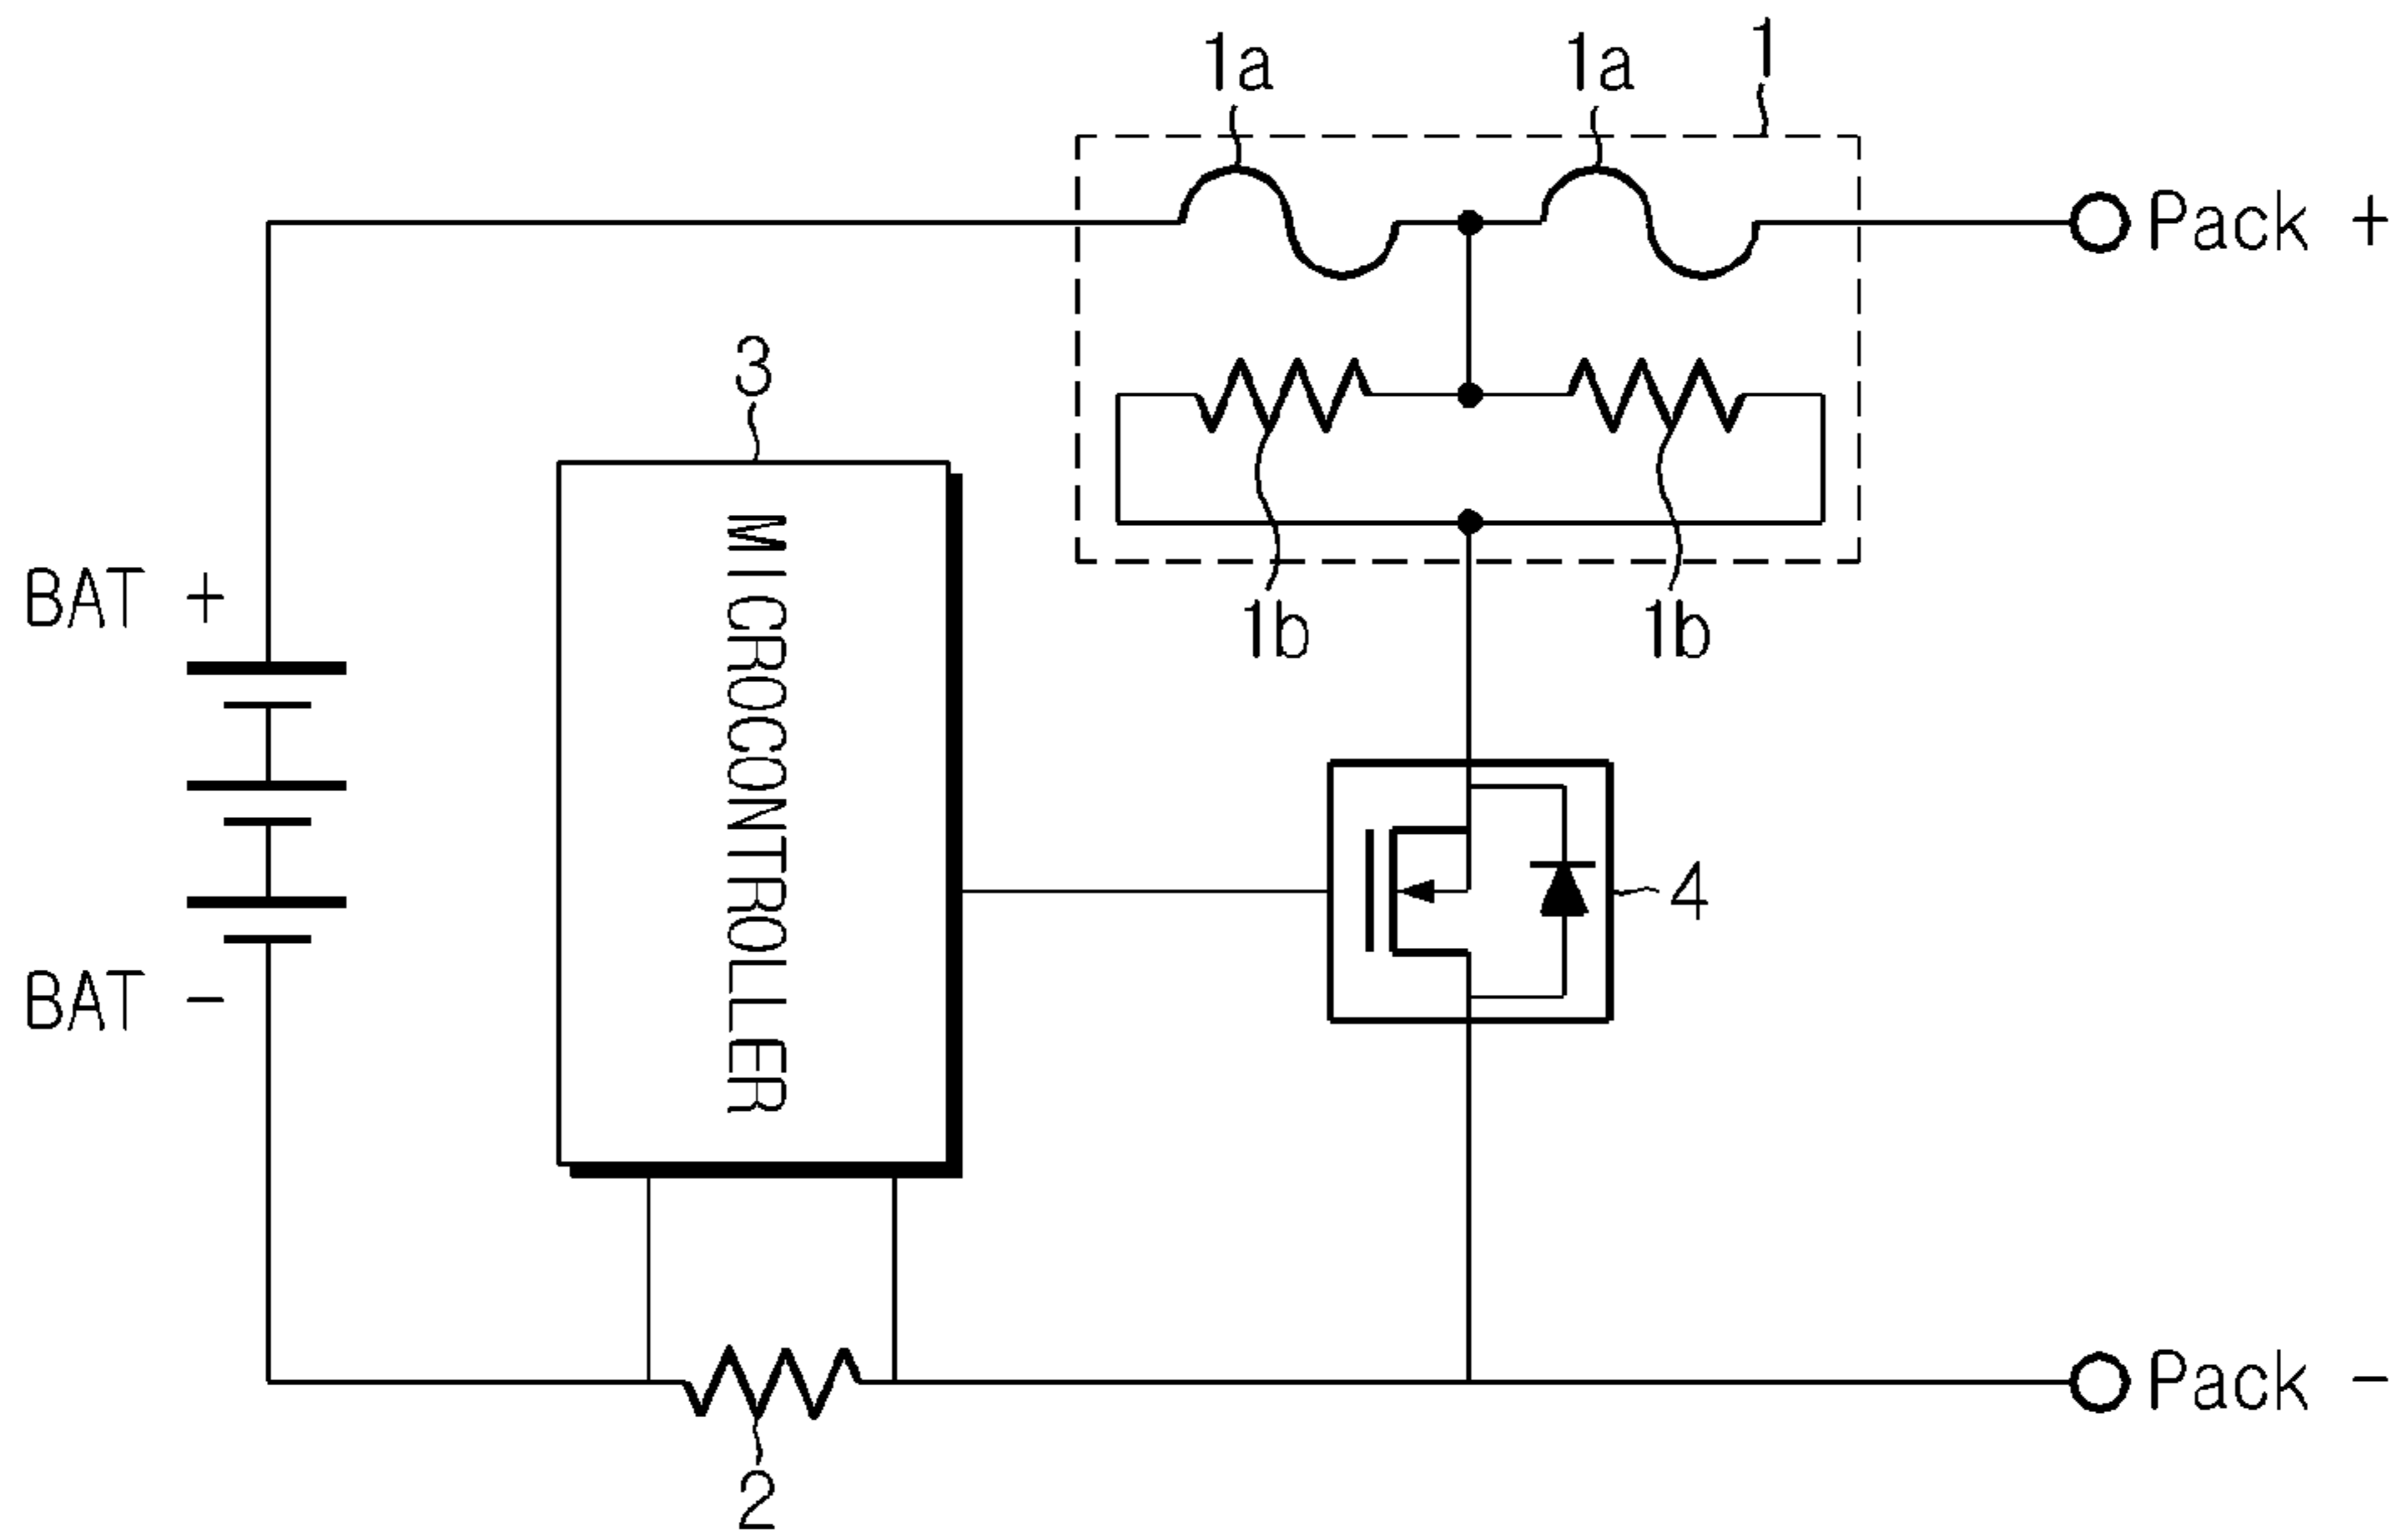 1a
1a
1
Pack +
3
MICROCONTROLLER
BAT +
1b
1b
4
BAT -
Pack -
2